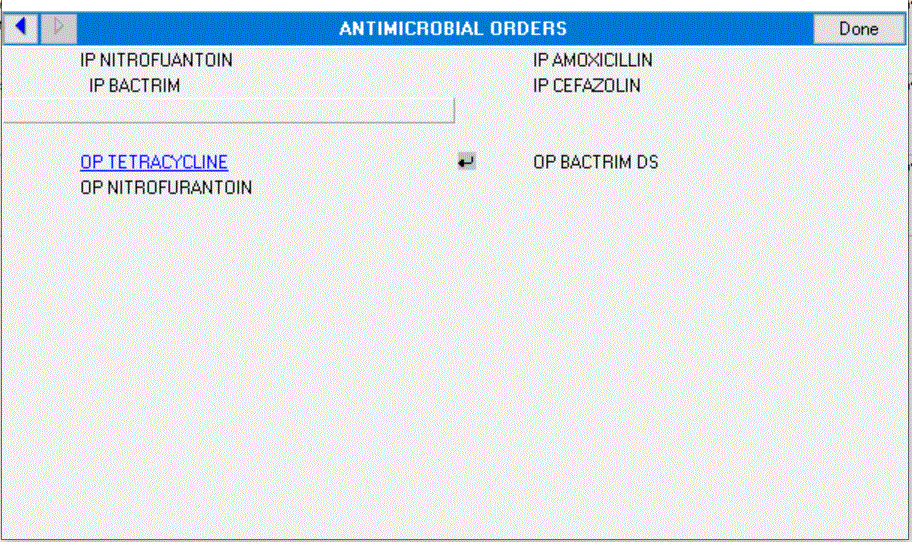 ANTIMICROBIAL ORDERS Done
IP NITROFUANTOIN IP AMOXICILLIN
IP BACTRIM IP CEFAZOLIN
OP TETRACYCLINE OP BACTRIM DS
OP NITROFURANTOIN